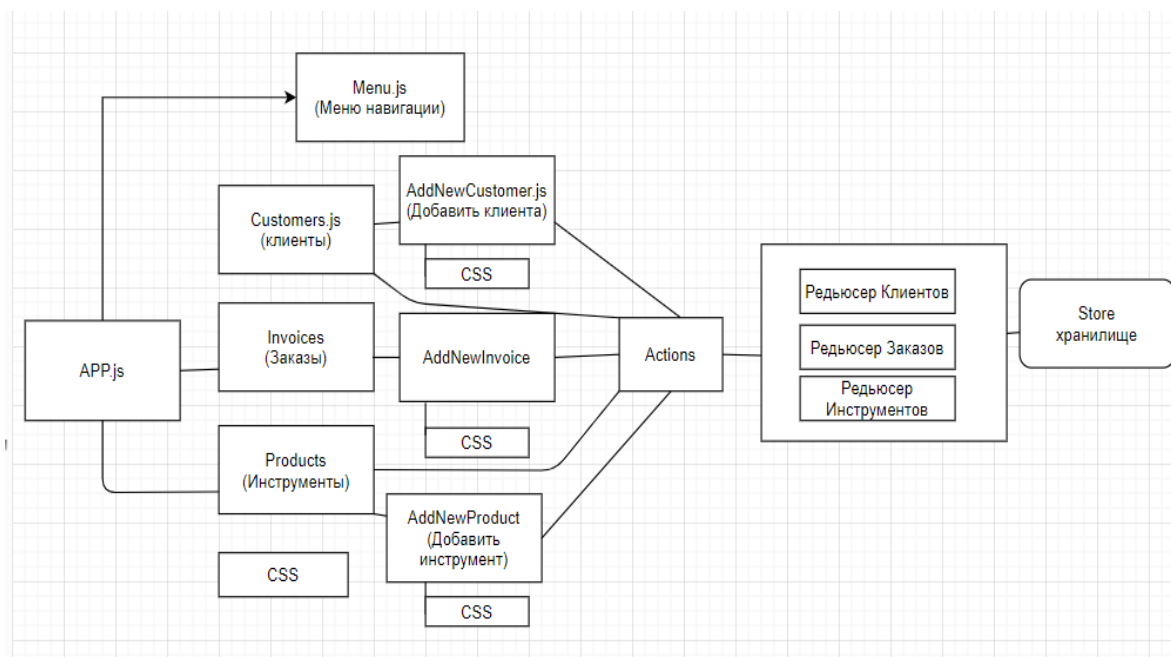 Menu.js
(Меню навигации)
AddNewCustomer.js
(Добавить клиента)
Customers.js
(клиенты)
CSS
Редьюсер Клиентов
Store
хранилище
Invoices
(Заказы)
AddNewInvoice
Actions
Редьюсер Заказов
APP.js
Редьюсер
Инструментов
CSS
Products
(Инструменты)
AddNewProduct
(Добавить
инструмент)
CSS
CSS